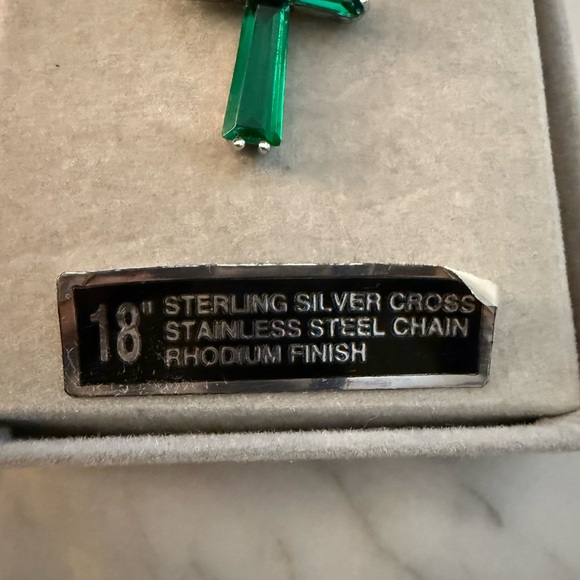 18" STERLING SILVER CROSS
STAINLESS STEEL CHAIN
RHODIUM FINISH